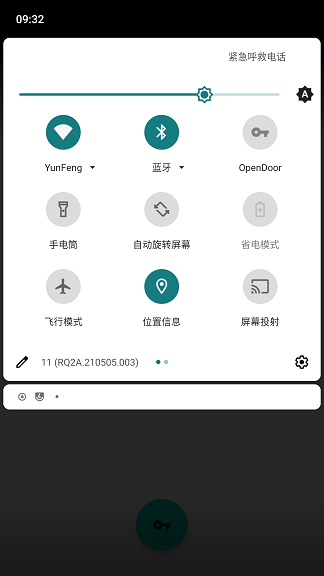 09:32
紧急呼救电话
A
YunFeng
蓝牙
OpenDoor
手电筒
自动旋转屏幕
省电模式
飞行模式
位置信息
屏幕投射
11 (RQ2A.210505.003)